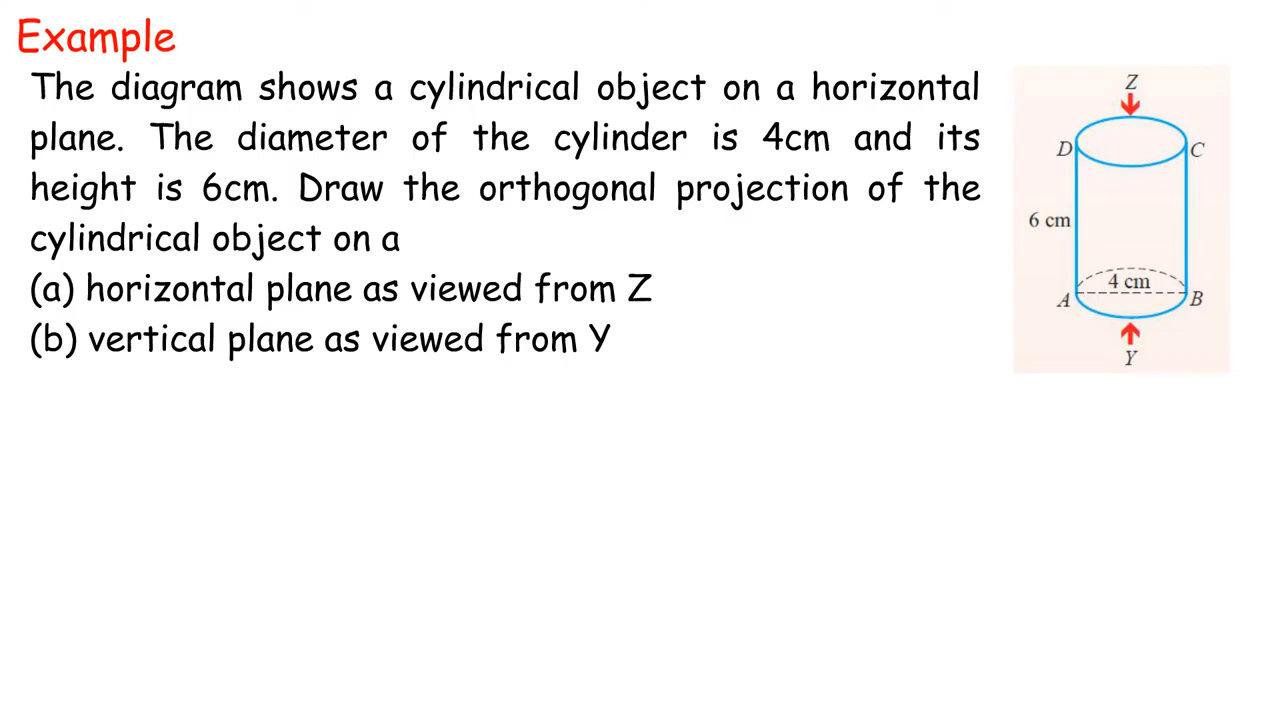 Example
The diagram shows a cylindrical object on a horizontal
plane. The diameter of the cylinder is 4cm and its
height is 6cm. Draw the orthogonal projection of the
cylindrical object on a
(a) horizontal plane as viewed from Z
(b) vertical plane as viewed from Y
Z
D
C
6 cm
4 cm
A
B
Y